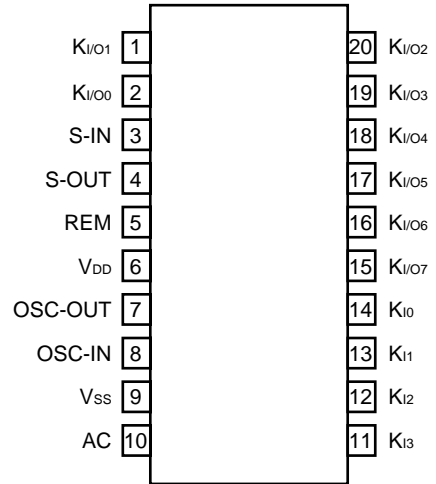 KI/O1 1 20 KI/O2
KI/O0 2 19 KI/O3
S-IN 3 18 KI/O4
S-OUT 4 17 KI/O5
REM 5 16 KI/O6
VDD 6 15 KI/O7
OSC-OUT 7 14 KI0
OSC-IN 8 13 KI1
VSS 9 12 KI2
AC 10 11 KI3